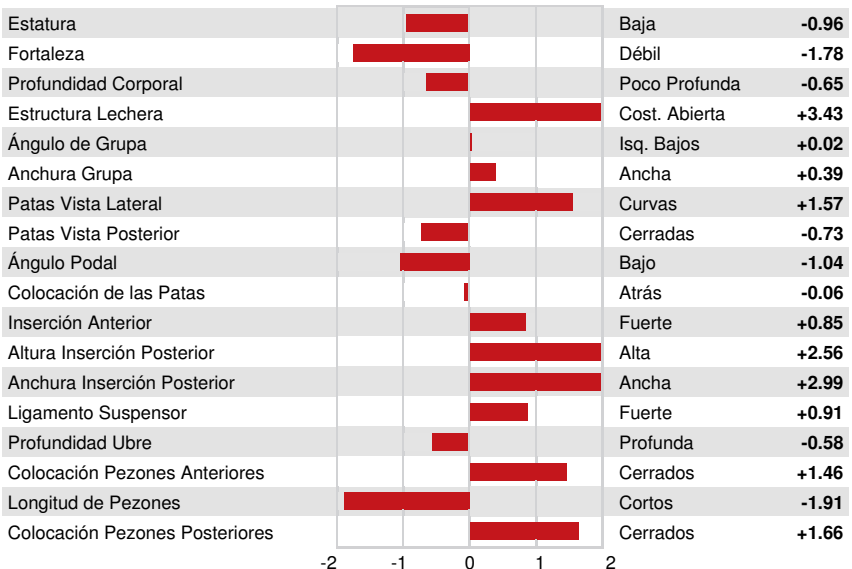 Estatura Baja -0.96
Fortaleza Débil -1.78
Profundidad Corporal Poco Profunda -0.65
Estructura Lechera Cost. Abierta +3.43
Ángulo de Grupa Isq. Bajos +0.02
Anchura Grupa Ancha +0.39
Patas Vista Lateral Curvas +1.57
Patas Vista Posterior Cerradas -0.73
Ángulo Podal Bajo -1.04
Colocación de las Patas Atrás -0.06
Inserción Anterior Fuerte +0.85
Altura Inserción Posterior Alta +2.56
Anchura Inserción Posterior Ancha +2.99
Ligamento Suspensor Fuerte +0.91
Profundidad Ubre Profunda -0.58
Colocación Pezones Anteriores Cerrados +1.46
Longitud de Pezones Cortos -1.91
Colocación Pezones Posteriores Cerrados +1.66
-2 -1 0 1 2